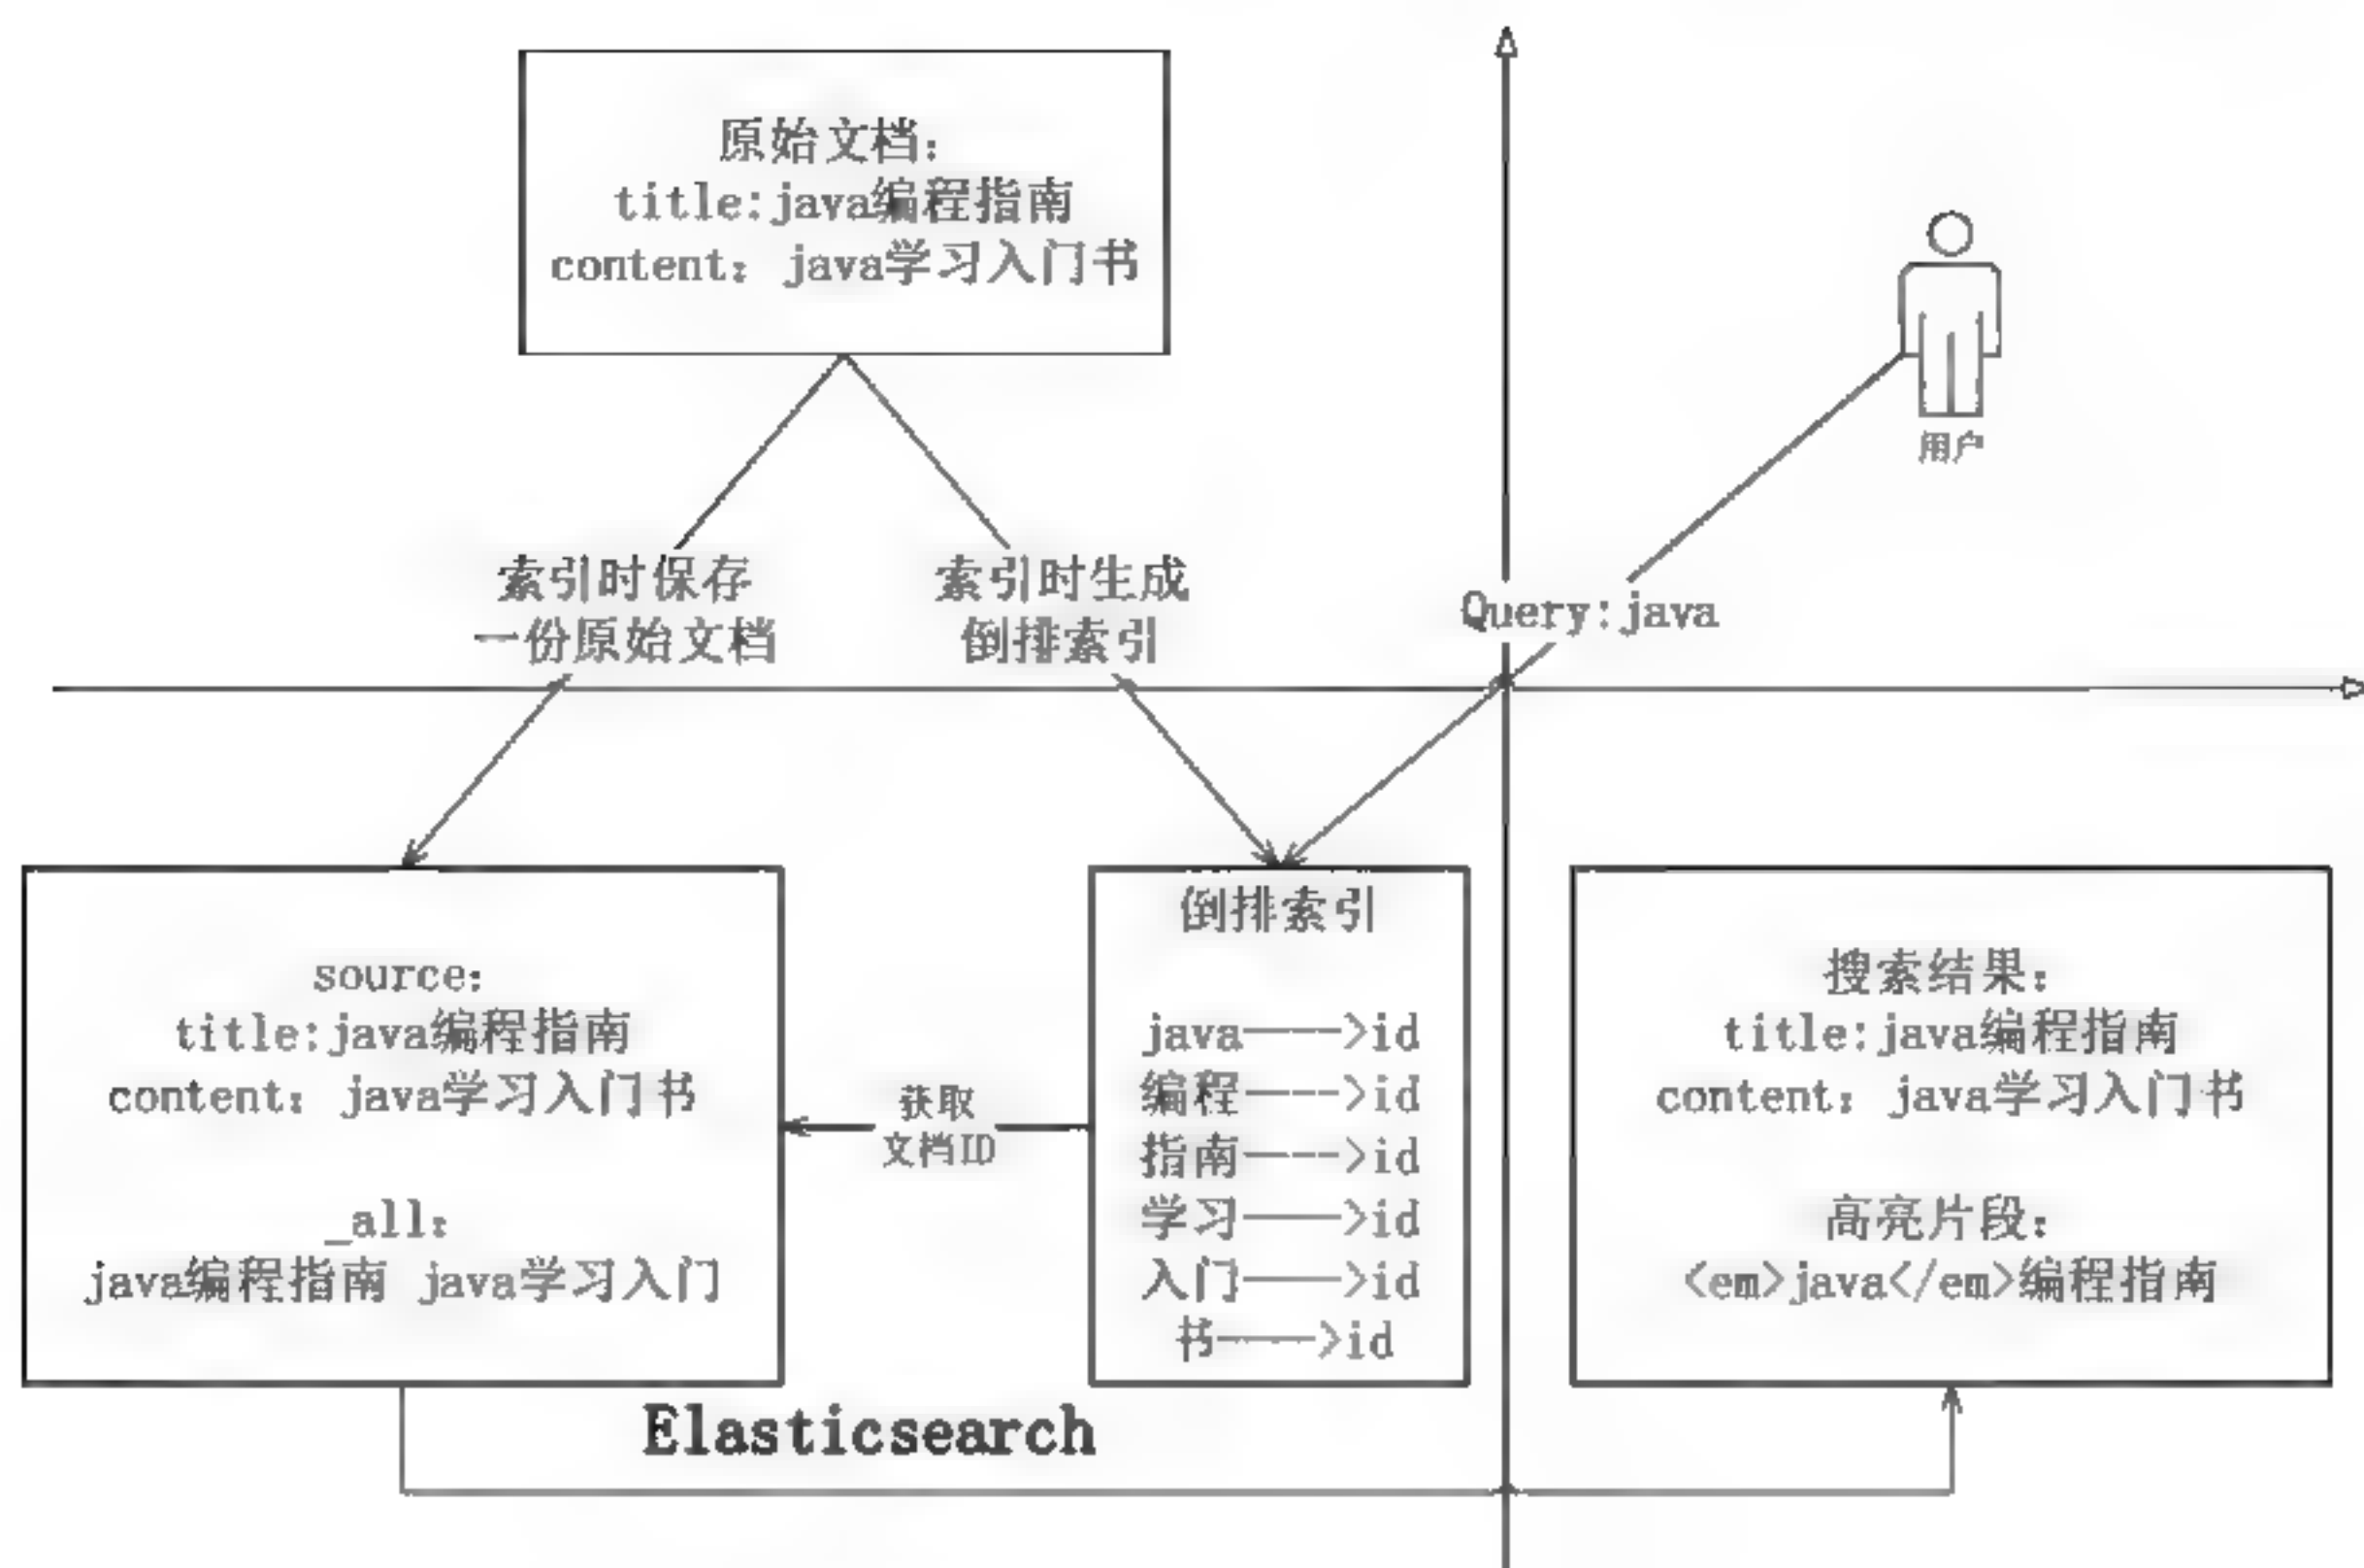 原始文档：
title:java编程指南
content：java学习入门书
用户
索引时保存
一份原始文档
索引时生成
倒排索引
Query:java
source：
title:java编程指南
content：java学习入门书
_all：
java编程指南 java学习入门
获取
文档ID
倒排索引
java———>id
编程———>id
指南———>id
学习———>id
入门———>id
书———>id
搜索结果：
title:java编程指南
content：java学习入门书
高亮片段：
<em>java</em>编程指南
Elasticsearch